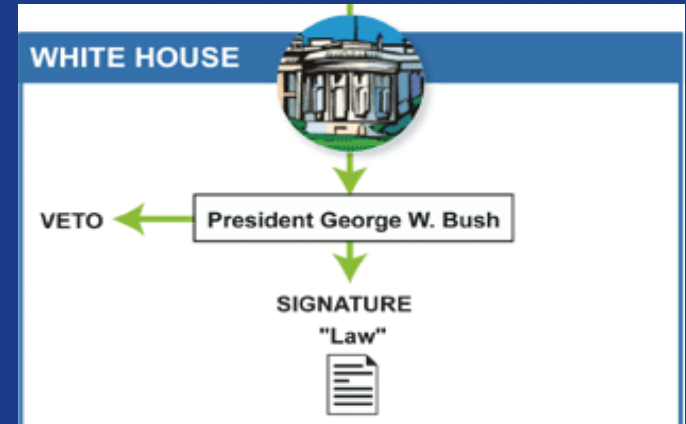 WHITE HOUSE
VETO
President George W. Bush
SIGNATURE
"Law"